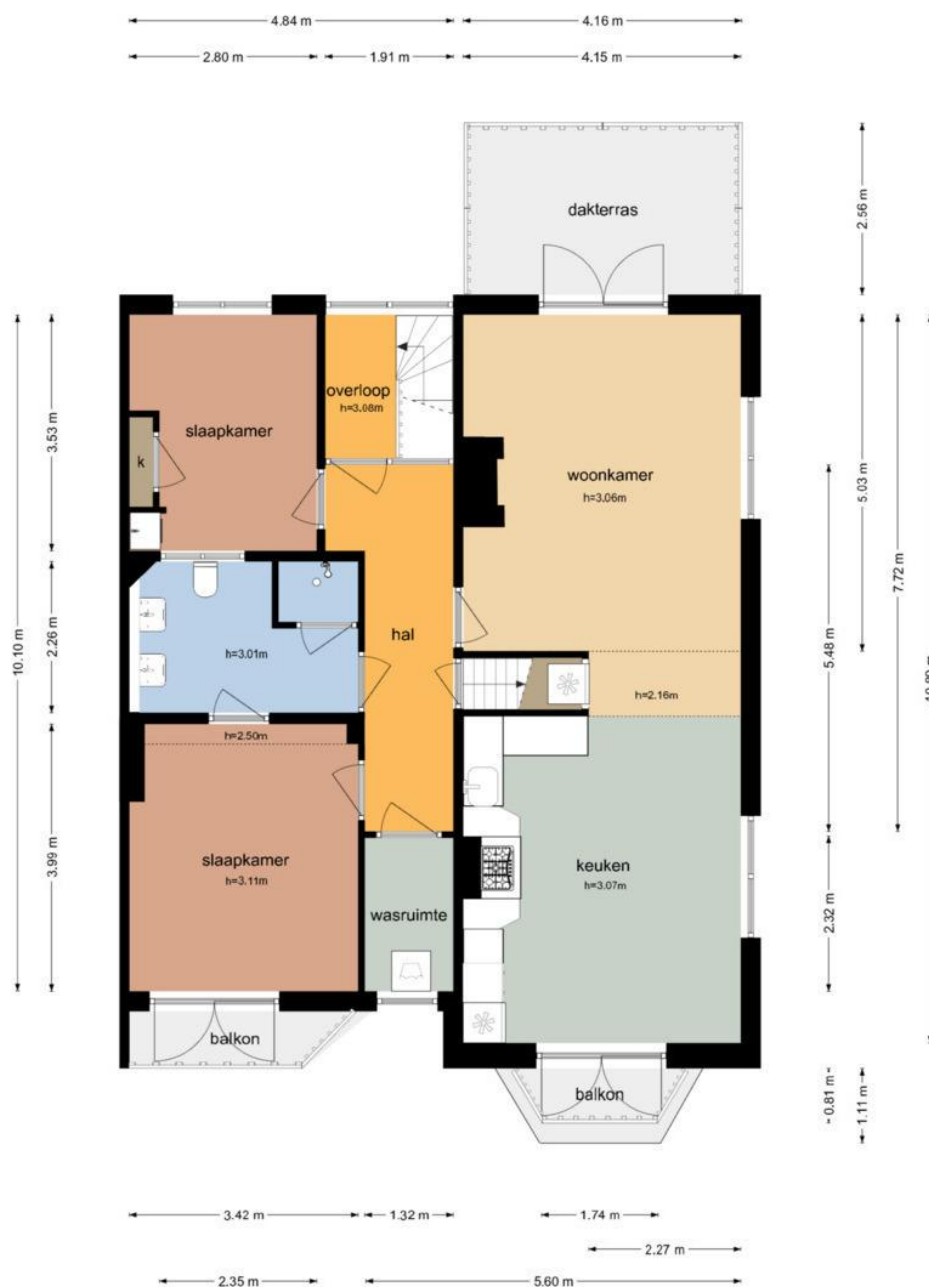 4.84 m
4.16 m
2.80 m
1.91 m
4.15 m
2.56 m
dakterras
overloop
h=3.08m
slaapkamer
k
woonkamer
h=3.06m
3.53 m
5.03 m
7.72 m
hal
h=3.01m
2.26 m
10.10 m
5.48 m
h=2.16m
h=2.50m
slaapkamer
h=3.11m
3.99 m
keuken
h=3.07m
wasruimte
2.32 m
balkon
balkon
0.81 m
1.11 m
3.42 m
1.32 m
1.74 m
2.27 m
2.35 m
5.60 m